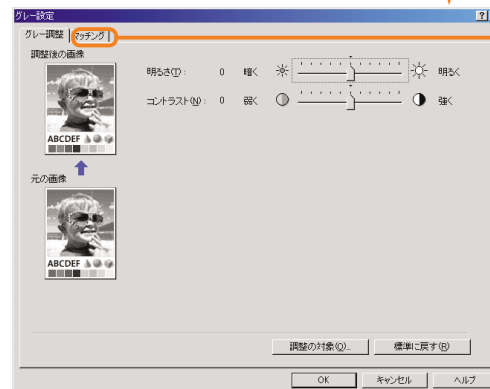 グレー設定 ?
グレー調整 マッチング
調整後の画像
明るさ(T): 0 暗く 明るく
コントラスト(N): 0 弱く 強く
ABCDEF
元の画像
ABCDEF
調整の対象(Q)... 標準に戻す(R)
OK キャンセル ヘルプ